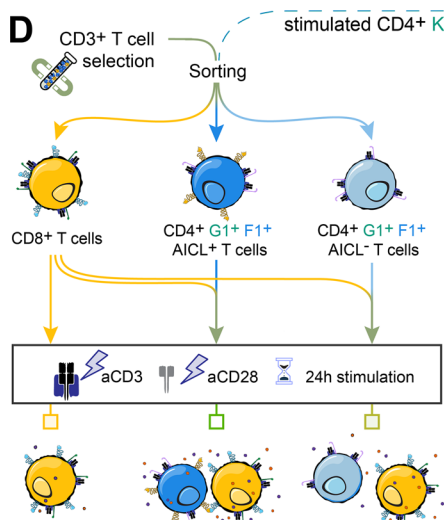 D
CD3+ T cell
selection
stimulated CD4+ K
Sorting
CD8+ T cells
CD4+ G1+ F1+
AICL+ T cells
CD4+ G1+ F1+
AICL- T cells
aCD3
aCD28
24h stimulation